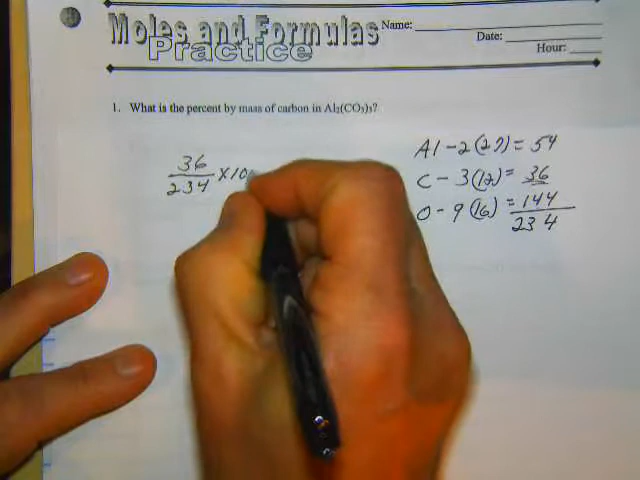 Moles and Formulas
Practice
Name:
Date:
Hour:
1. What is the percent by mass of carbon in Al₂(CO₃)₃?
Al - 2(27) = 54
C - 3(12) = 36
O - 9(16) = 144
234
36
234 × 10